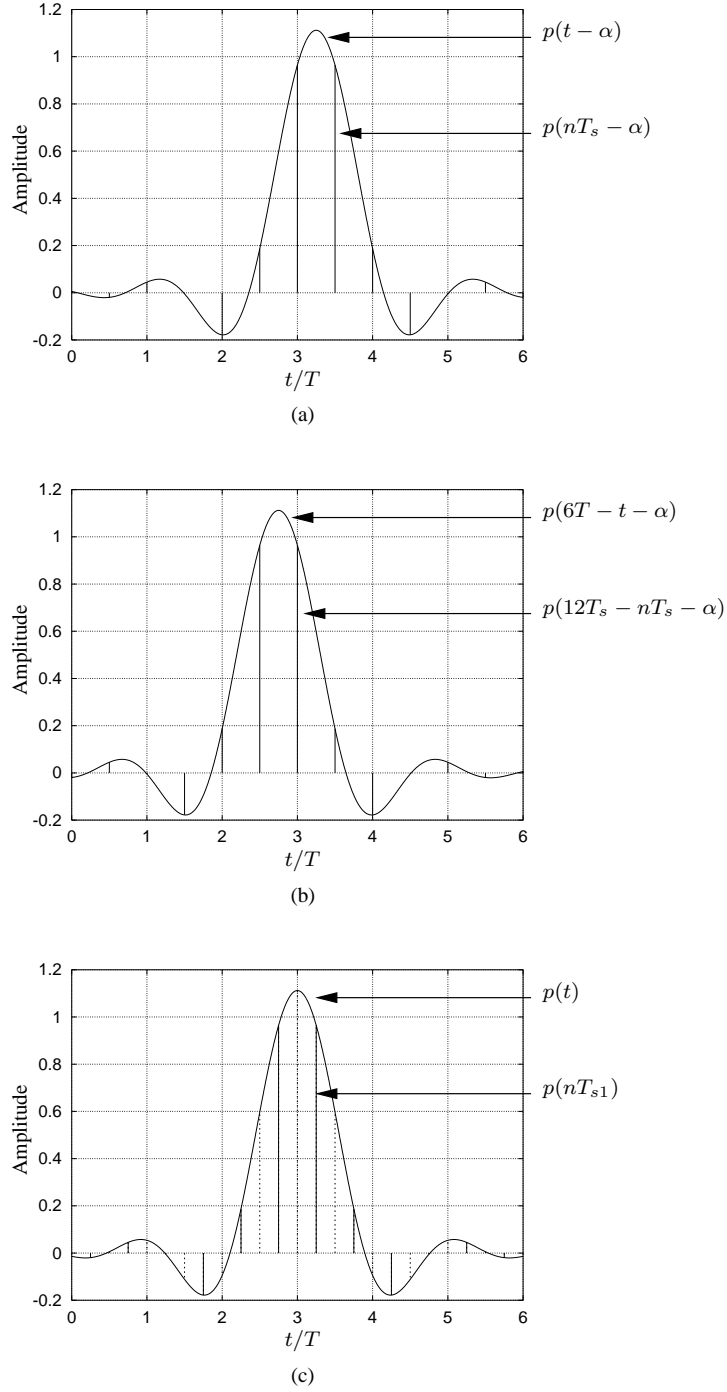 1.2
1
0.8
0.6
0.4
0.2
0
-0.2
Amplitude
0 1 2 3 4 5 6
t/T
p(t − α)
p(nT_s − α)
(a)
1.2
1
0.8
0.6
0.4
0.2
0
-0.2
Amplitude
0 1 2 3 4 5 6
t/T
p(6T − t − α)
p(12T_s − nT_s − α)
(b)
1.2
1
0.8
0.6
0.4
0.2
0
-0.2
Amplitude
0 1 2 3 4 5 6
t/T
p(t)
p(nT_{s1})
(c)